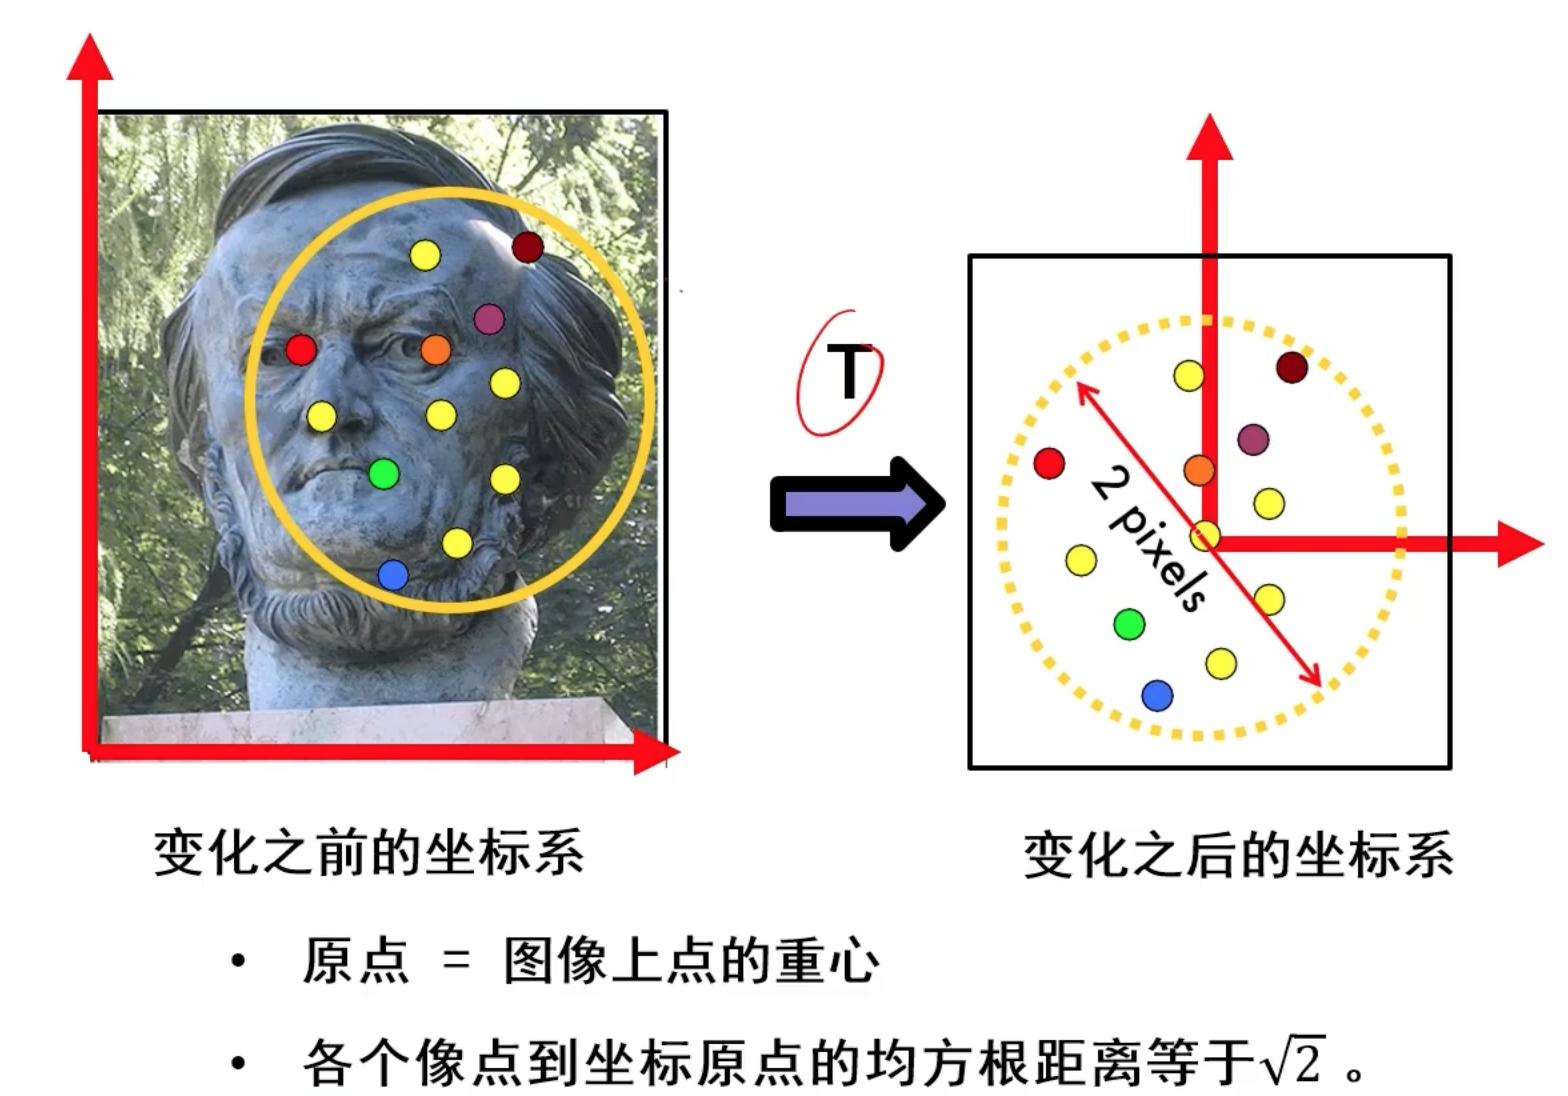 T
2 pixels
变化之前的坐标系
变化之后的坐标系
• 原点 = 图像上点的重心
• 各个像点到坐标原点的均方根距离等于√2 。